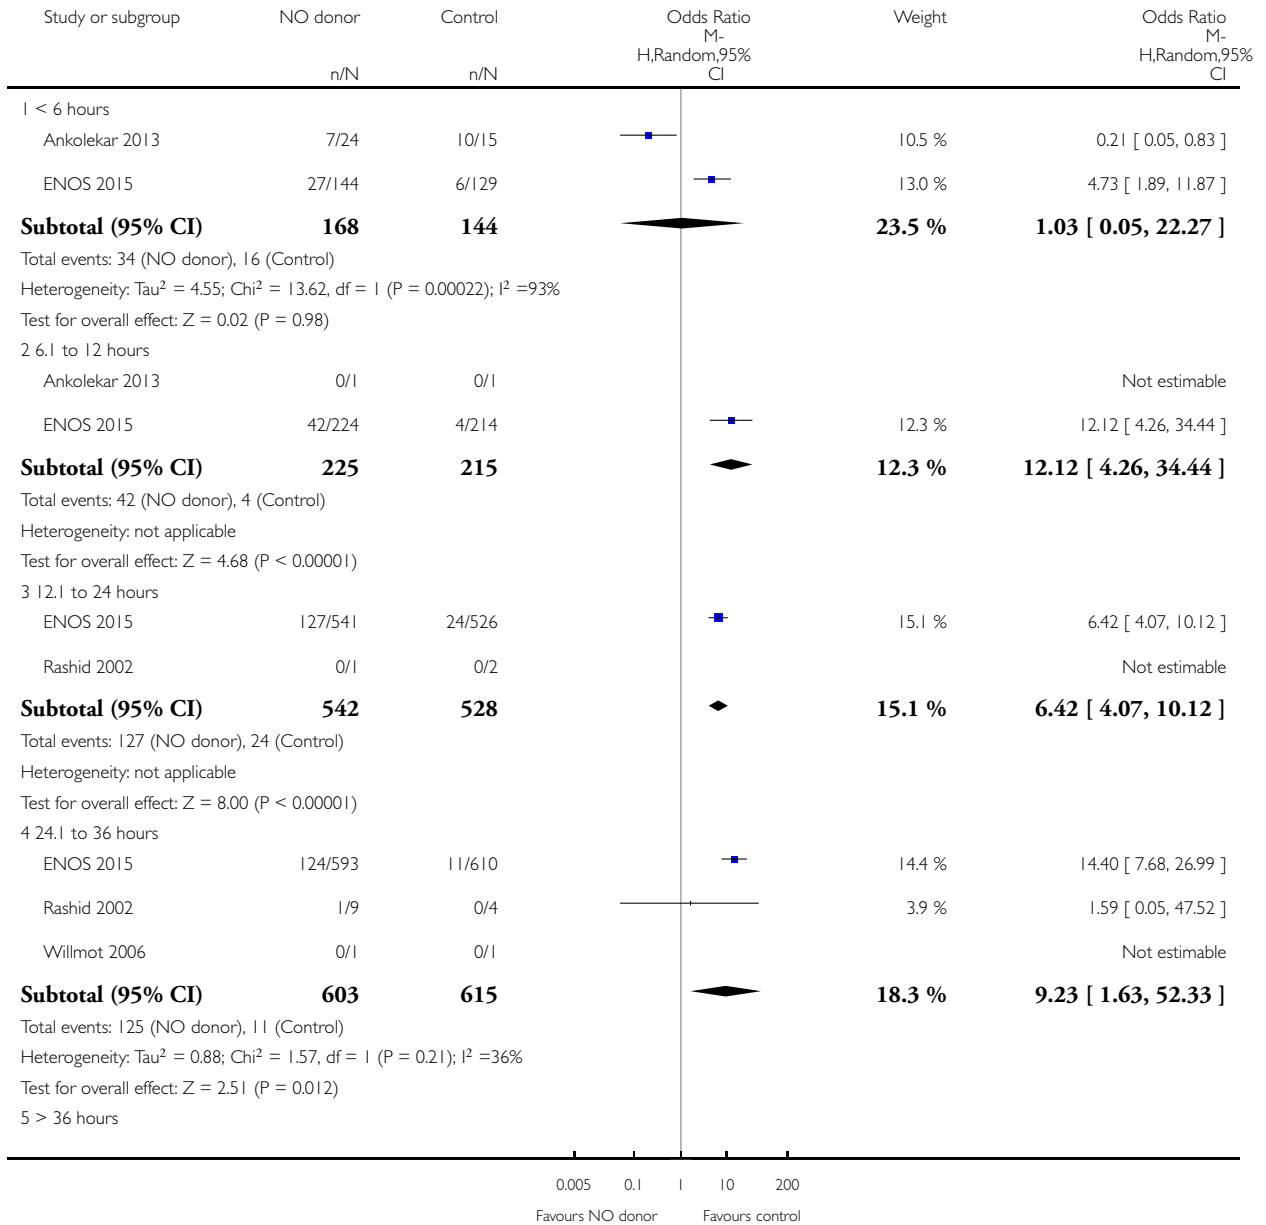 Study or subgroup NO donor Control Odds Ratio Weight Odds Ratio
M- M-
H,Random,95% H,Random,95%
n/N n/N CI CI
1 < 6 hours
Ankolekar 2013 7/24 10/15 10.5 % 0.21 [ 0.05, 0.83 ]
ENOS 2015 27/144 6/129 13.0 % 4.73 [ 1.89, 11.87 ]
Subtotal (95% CI) 168 144 23.5 % 1.03 [ 0.05, 22.27 ]
Total events: 34 (NO donor), 16 (Control)
Heterogeneity: Tau² = 4.55; Chi² = 13.62, df = 1 (P = 0.00022); I² =93%
Test for overall effect: Z = 0.02 (P = 0.98)
2 6.1 to 12 hours
Ankolekar 2013 0/1 0/1 Not estimable
ENOS 2015 42/224 4/214 12.3 % 12.12 [ 4.26, 34.44 ]
Subtotal (95% CI) 225 215 12.3 % 12.12 [ 4.26, 34.44 ]
Total events: 42 (NO donor), 4 (Control)
Heterogeneity: not applicable
Test for overall effect: Z = 4.68 (P < 0.00001)
3 12.1 to 24 hours
ENOS 2015 127/541 24/526 15.1 % 6.42 [ 4.07, 10.12 ]
Rashid 2002 0/1 0/2 Not estimable
Subtotal (95% CI) 542 528 15.1 % 6.42 [ 4.07, 10.12 ]
Total events: 127 (NO donor), 24 (Control)
Heterogeneity: not applicable
Test for overall effect: Z = 8.00 (P < 0.00001)
4 24.1 to 36 hours
ENOS 2015 124/593 11/610 14.4 % 14.40 [ 7.68, 26.99 ]
Rashid 2002 1/9 0/4 3.9 % 1.59 [ 0.05, 47.52 ]
Willmot 2006 0/1 0/1 Not estimable
Subtotal (95% CI) 603 615 18.3 % 9.23 [ 1.63, 52.33 ]
Total events: 125 (NO donor), 11 (Control)
Heterogeneity: Tau² = 0.88; Chi² = 1.57, df = 1 (P = 0.21); I² =36%
Test for overall effect: Z = 2.51 (P = 0.012)
5 > 36 hours
0.005 0.1 1 10 200
Favours NO donor Favours control